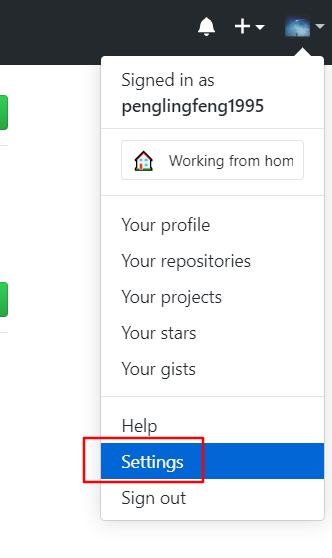 Signed in as
penglingfeng1995
Working from hom
Your profile
Your repositories
Your projects
Your stars
Your gists
Help
Settings
Sign out